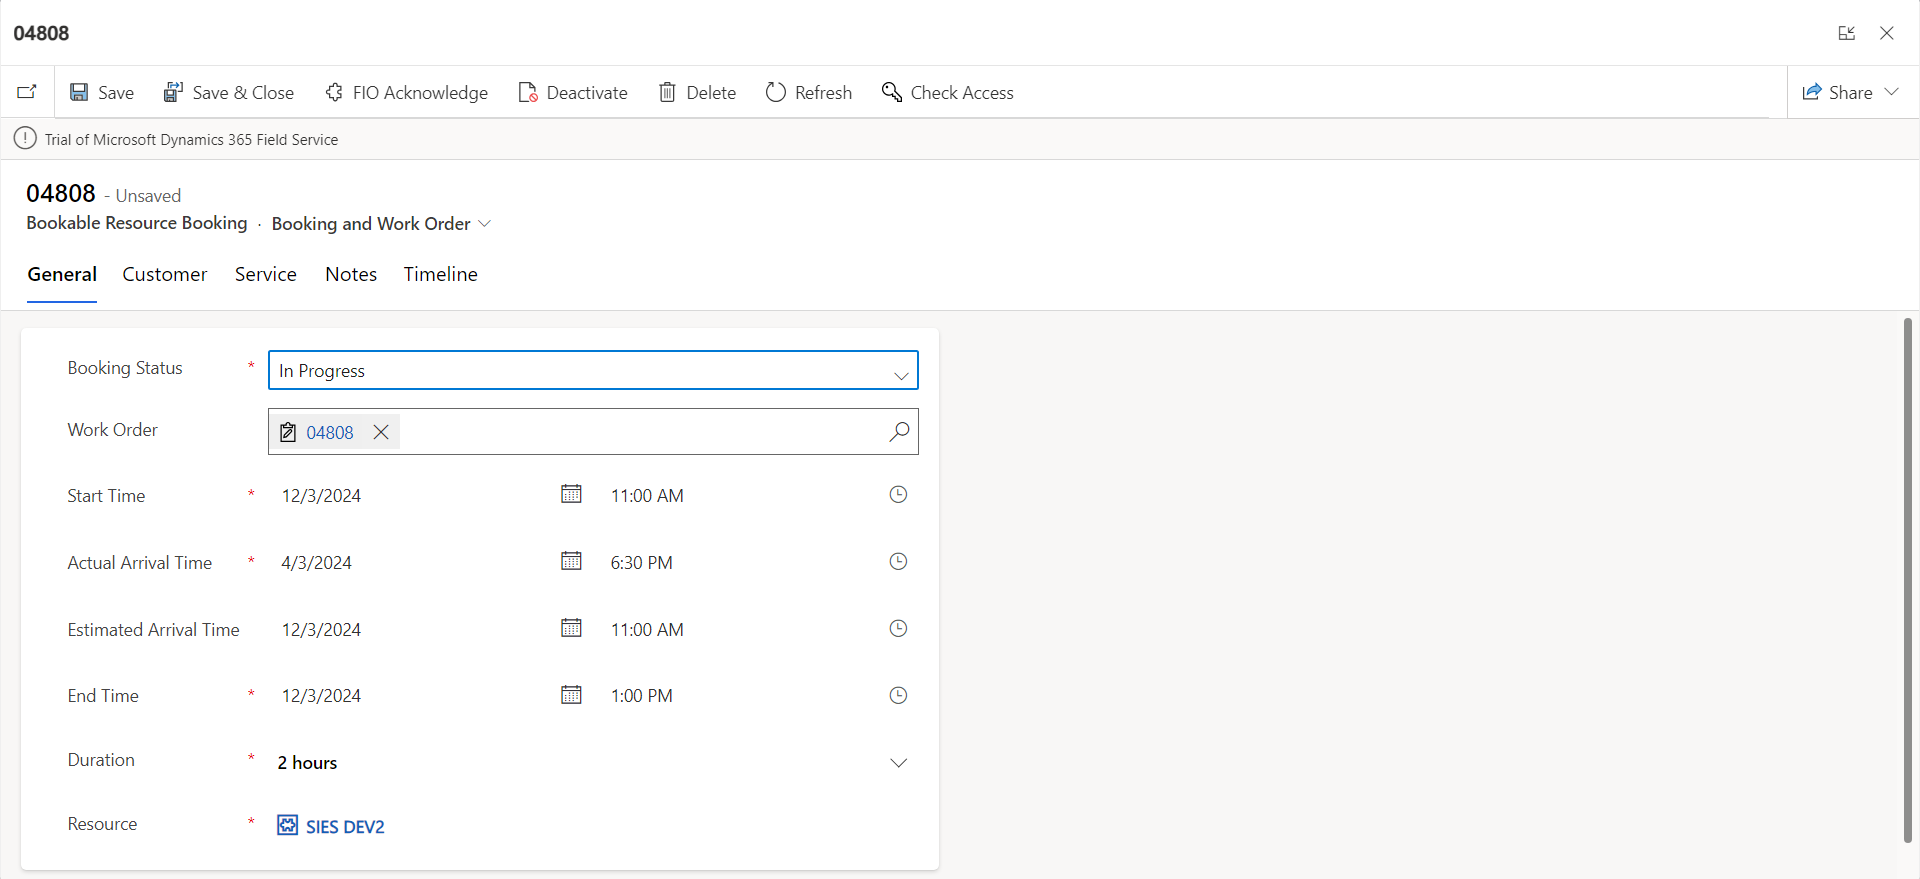 04808
Save
Save & Close
FIO Acknowledge
Deactivate
Delete
Refresh
Check Access
Share
Trial of Microsoft Dynamics 365 Field Service
04808 - Unsaved
Bookable Resource Booking · Booking and Work Order
General Customer Service Notes Timeline
Booking Status * In Progress
Work Order 04808
Start Time * 12/3/2024 11:00 AM
Actual Arrival Time * 4/3/2024 6:30 PM
Estimated Arrival Time 12/3/2024 11:00 AM
End Time * 12/3/2024 1:00 PM
Duration * 2 hours
Resource * SIES DEV2